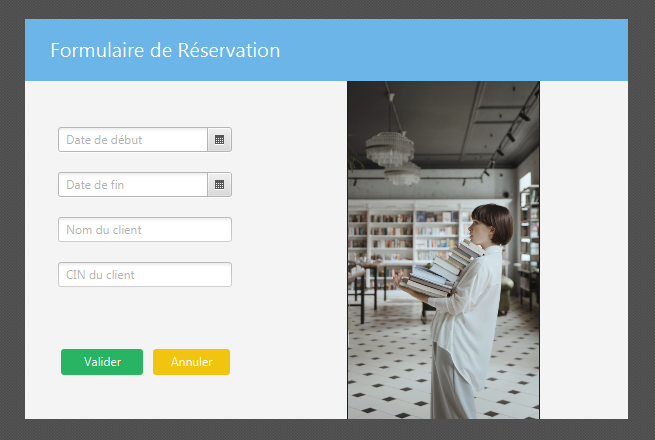 Formulaire de Réservation
Date de début
Date de fin
Nom du client
CIN du client
Valider
Annuler